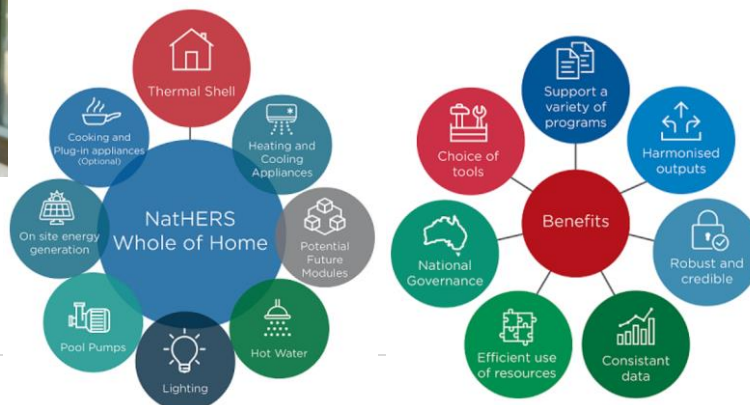 Thermal Shell
Cooking and
Plug-in appliances
(Optional)
Heating and
Cooling
Appliances
NatHERS
Whole of Home
On site energy
generation
Potential
Future
Modules
Pool Pumps
Hot Water
Lighting
Support a
variety of
programs
Choice of
tools
Harmonised
outputs
Benefits
National
Governance
Robust and
credible
Efficient use
of resources
Consistant
data